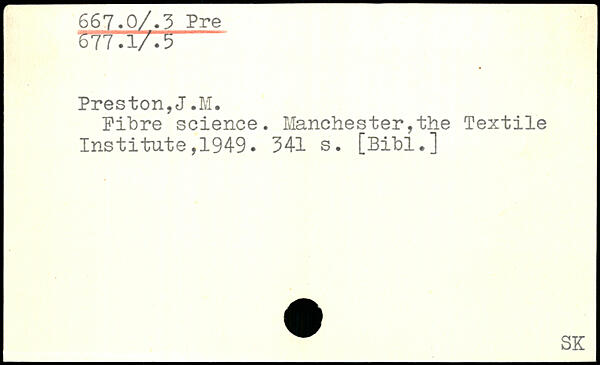 667.0/.3 Pre
677.1/.5
Preston,J.M.
Fibre science. Manchester,the Textile
Institute,1949. 341 s. [Bibl.]
SK